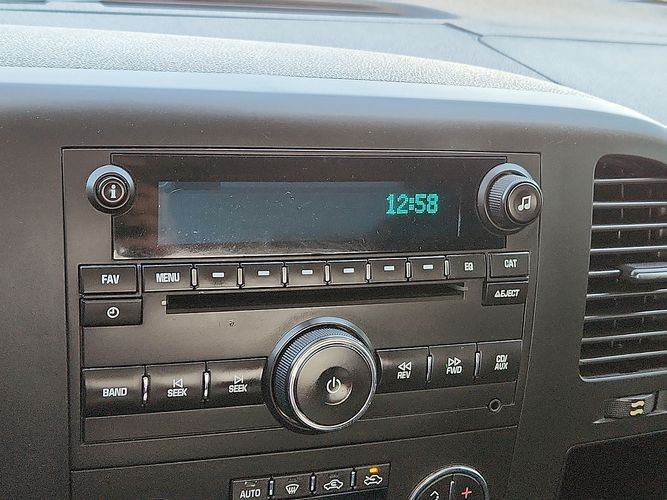 i
12:58
FAV
MENU
EQ
CAT
EJECT
BAND
SEEK
SEEK
REV
FWD
CD/
AUX
AUTO